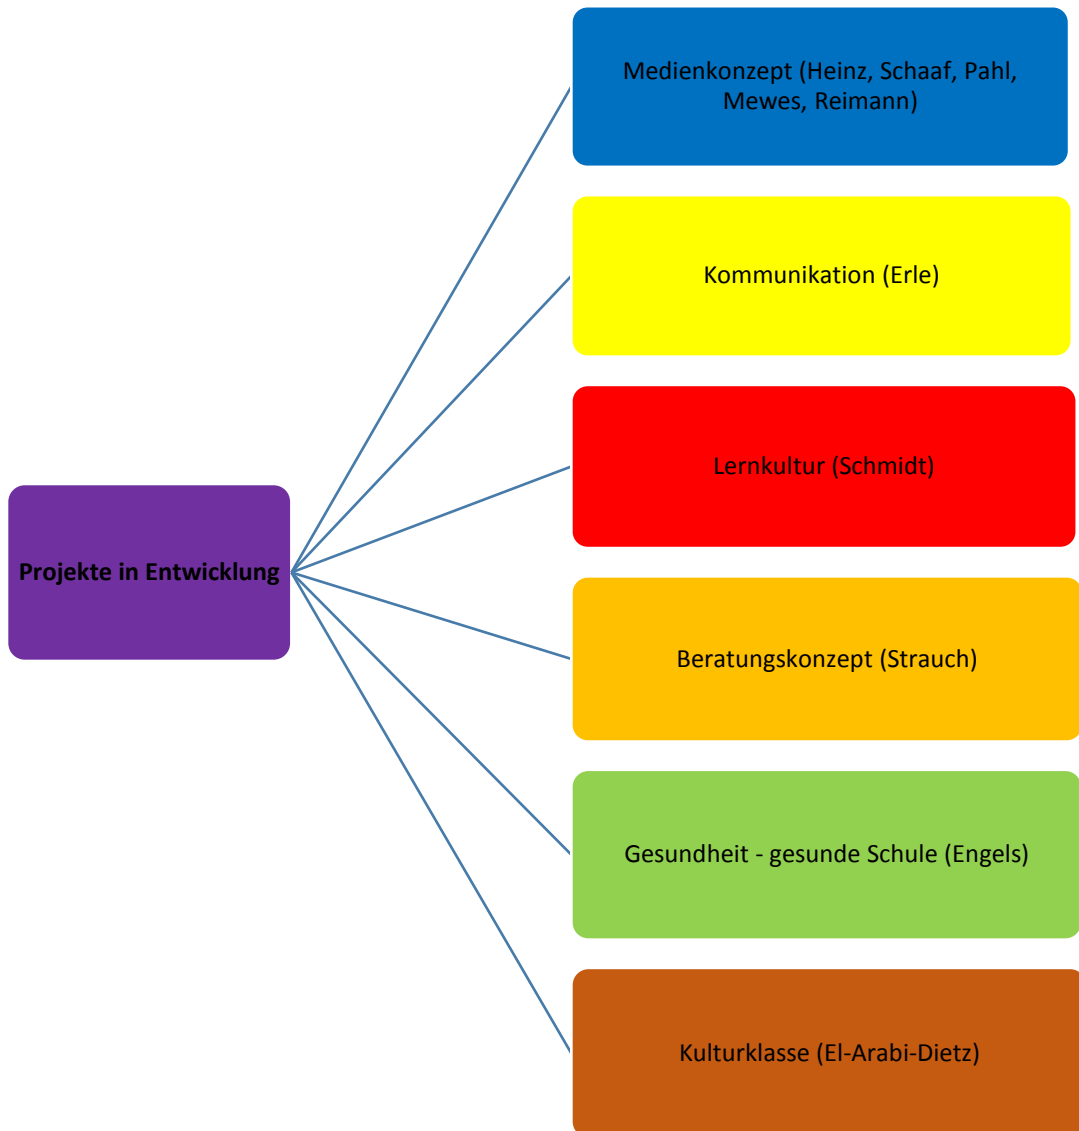 Medienkonzept (Heinz, Schaaf, Pahl,
Mewes, Reimann)
Kommunikation (Erle)
Lernkultur (Schmidt)
Projekte in Entwicklung
Beratungskonzept (Strauch)
Gesundheit - gesunde Schule (Engels)
Kulturklasse (El-Arabi-Dietz)